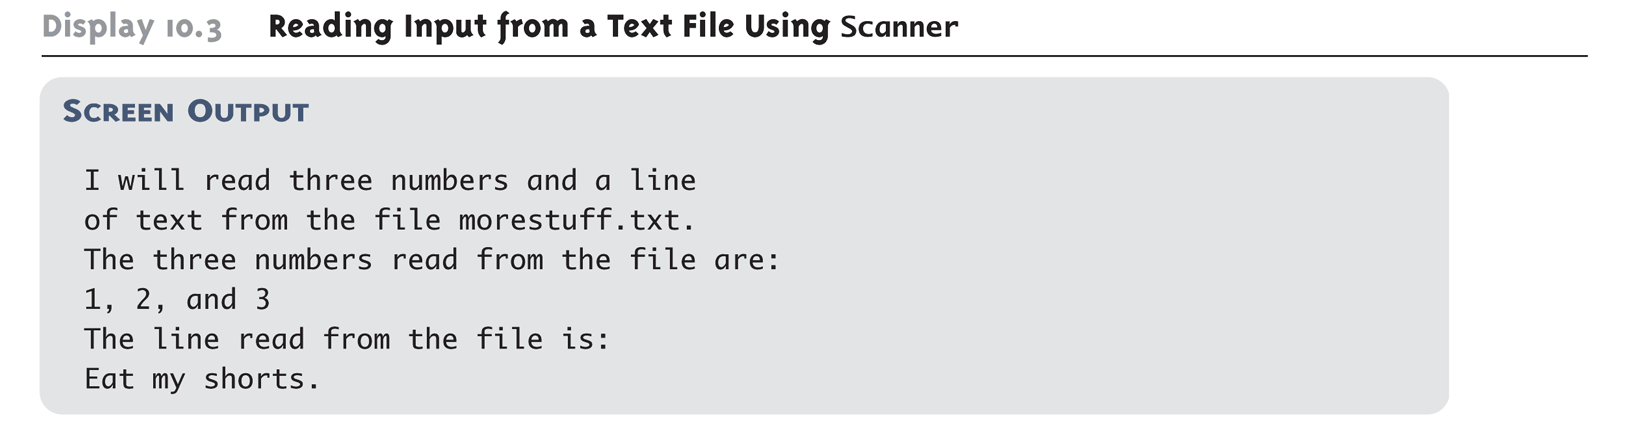 Display 10.3 Reading Input from a Text File Using Scanner
SCREEN OUTPUT
I will read three numbers and a line
of text from the file morestuff.txt.
The three numbers read from the file are:
1, 2, and 3
The line read from the file is:
Eat my shorts.